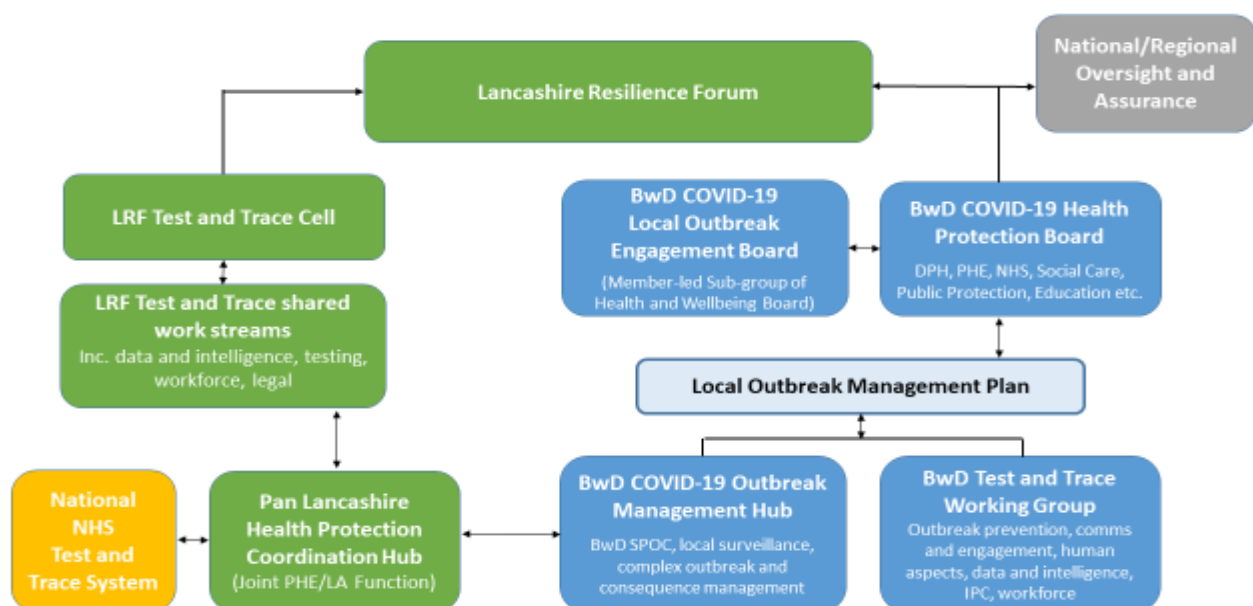 National/Regional
Oversight and
Assurance
Lancashire Resilience Forum
LRF Test and Trace Cell
BwD COVID-19
Local Outbreak
Engagement Board
(Member-led Sub-group of
Health and Wellbeing Board)
BwD COVID-19 Health
Protection Board
DPH, PHE, NHS, Social Care,
Public Protection, Education etc.
LRF Test and Trace shared
work streams
Inc. data and intelligence, testing,
workforce, legal
Local Outbreak Management Plan
National
NHS
Test and
Trace System
Pan Lancashire
Health Protection
Coordination Hub
(Joint PHE/LA Function)
BwD COVID-19 Outbreak
Management Hub
BwD SPOC, local surveillance,
complex outbreak and
consequence management
BwD Test and Trace
Working Group
Outbreak prevention, comms
and engagement, human
aspects, data and intelligence,
IPC, workforce